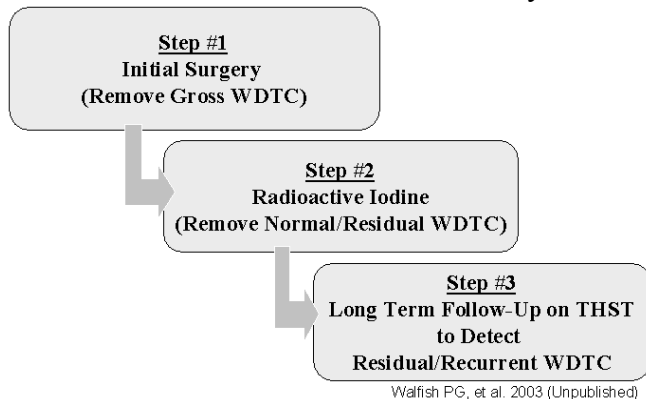 Step #1
Initial Surgery
(Remove Gross WDTC)
Step #2
Radioactive Iodine
(Remove Normal/Residual WDTC)
Step #3
Long Term Follow-Up on THST
to Detect
Residual/Recurrent WDTC
Walfish PG, et al. 2003 (Unpublished)